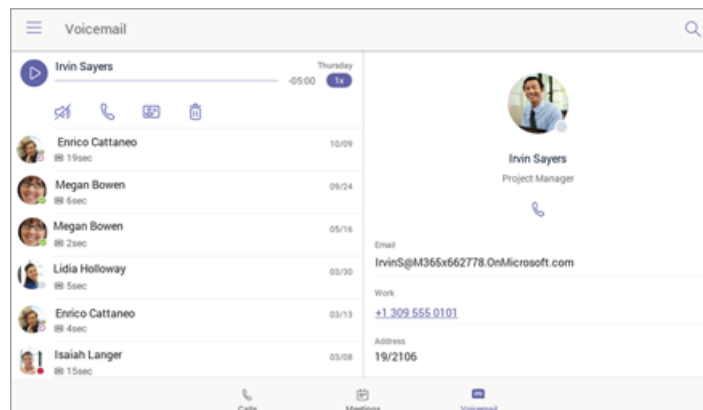 Voicemail
Irvin Sayers
Thursday
-05:00
1x
Enrico Cattaneo
10/09
19sec
Megan Bowen
09/24
6sec
Megan Bowen
05/16
2sec
Lidia Holloway
03/30
5sec
Enrico Cattaneo
03/13
4sec
Isaiah Langer
03/08
15sec
Irvin Sayers
Project Manager
Email
IrvinS@M365x662778.OnMicrosoft.com
Work
+1 309 555 0101
Address
19/2106
Calls
Meetings
Voicemail